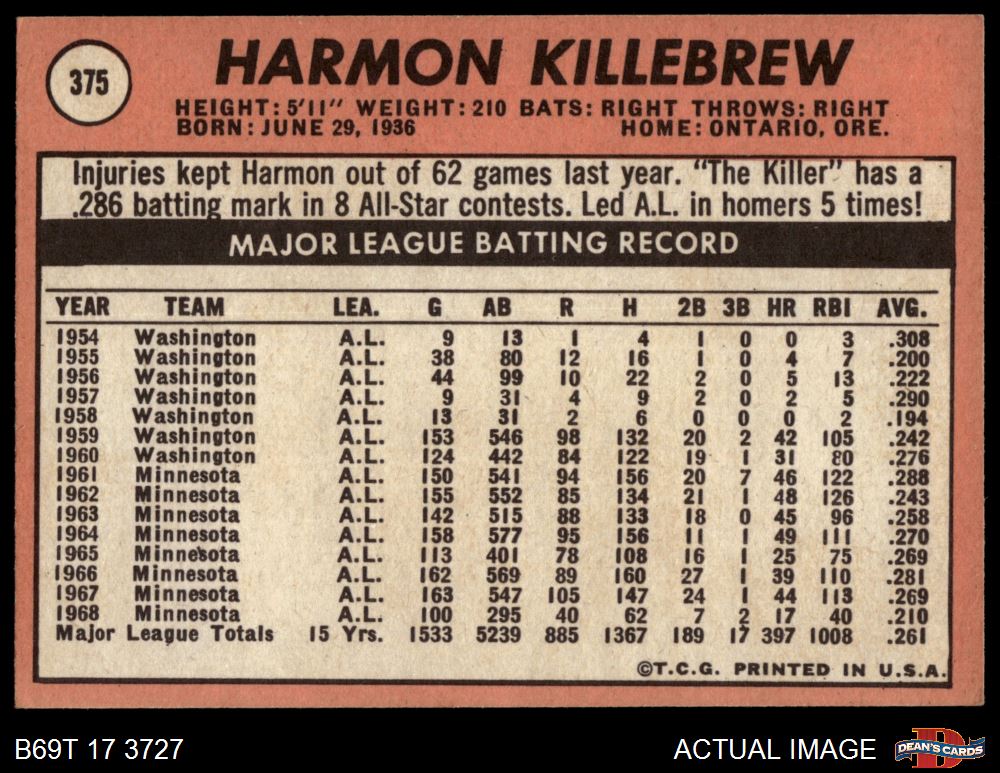 375
HARMON KILLEBREW
HEIGHT: 5'11" WEIGHT: 210 BATS: RIGHT THROWS: RIGHT
BORN: JUNE 29, 1936 HOME: ONTARIO, ORE.
Injuries kept Harmon out of 62 games last year. "The Killer" has a
.286 batting mark in 8 All-Star contests. Led A.L. in homers 5 times!
MAJOR LEAGUE BATTING RECORD
YEAR TEAM LEA. G AB R H 2B 3B HR RBI AVG.
1954 Washington A.L. 9 13 1 4 1 0 0 3 .308
1955 Washington A.L. 38 80 12 16 1 0 4 7 .200
1956 Washington A.L. 44 99 10 22 2 0 5 13 .222
1957 Washington A.L. 9 31 4 9 2 0 2 5 .290
1958 Washington A.L. 13 31 2 6 0 0 0 2 .194
1959 Washington A.L. 153 546 98 132 20 2 42 105 .242
1960 Washington A.L. 124 442 84 122 19 1 31 80 .276
1961 Minnesota A.L. 150 541 94 156 20 7 46 122 .288
1962 Minnesota A.L. 155 552 85 134 21 1 48 126 .243
1963 Minnesota A.L. 142 515 88 133 18 0 45 96 .258
1964 Minnesota A.L. 158 577 95 156 11 1 49 111 .270
1965 Minnesota A.L. 113 401 78 108 16 1 25 75 .269
1966 Minnesota A.L. 162 569 89 160 27 1 39 110 .281
1967 Minnesota A.L. 163 547 105 147 24 1 44 113 .269
1968 Minnesota A.L. 100 295 40 62 7 2 17 40 .210
Major League Totals 15 Yrs. 1533 5239 885 1367 189 17 397 1008 .261
©T.C.G. PRINTED IN U.S.A.
B69T 17 3727 ACTUAL IMAGE
D
DEAN'S CARDS